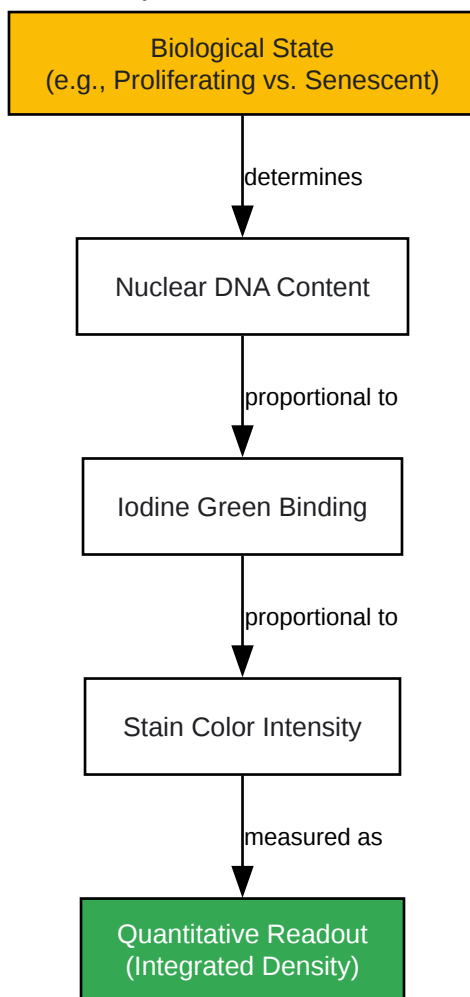 Biological State
(e.g., Proliferating vs. Senescent)
determines
Nuclear DNA Content
proportional to
Iodine Green Binding
proportional to
Stain Color Intensity
measured as
Quantitative Readout
(Integrated Density)